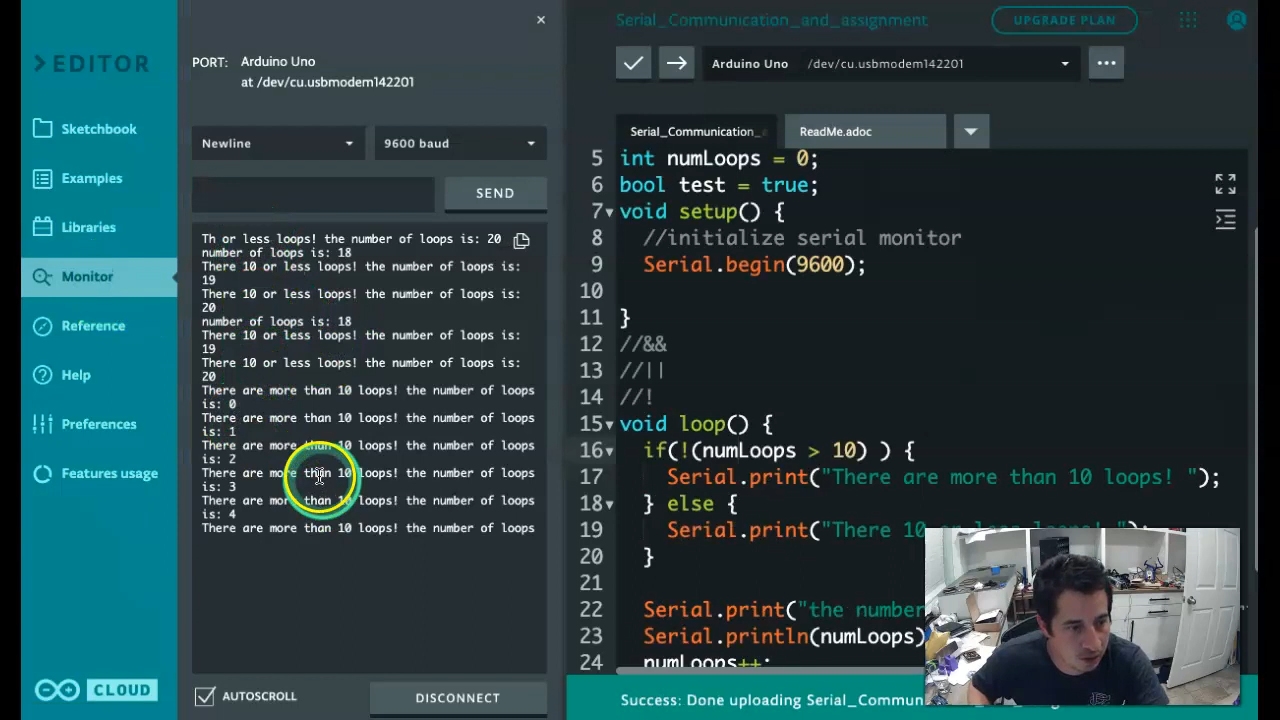 >EDITOR
Sketchbook
Examples
Libraries
Monitor
Reference
Help
Preferences
Features usage
CLOUD
×
PORT: Arduino Uno
at /dev/cu.usbmodem142201
Newline
9600 baud
SEND
Th or less loops! the number of loops is: 20
number of loops is: 18
There 10 or less loops! the number of loops is:
19
There 10 or less loops! the number of loops is:
20
number of loops is: 18
There 10 or less loops! the number of loops is:
19
There 10 or less loops! the number of loops is:
20
There are more than 10 loops! the number of loops
is: 0
There are more than 10 loops! the number of loops
is: 1
There are more than 10 loops! the number of loops
is: 2
There are more than 10 loops! the number of loops
is: 3
There are more than 10 loops! the number of loops
is: 4
There are more than 10 loops! the number of loops
AUTOSCROLL
DISCONNECT
Serial_Communication_and_assignment
UPGRADE PLAN
Arduino Uno /dev/cu.usbmodem142201
Serial_Communication_
ReadMe.adoc
5 int numLoops = 0;
6 bool test = true;
7 void setup() {
8 //initialize serial monitor
9 Serial.begin(9600);
10
11 }
12 //&&
13 //||
14 //!
15 void loop() {
16 if(!(numLoops > 10) ) {
17 Serial.print("There are more than 10 loops! ");
18 } else {
19 Serial.print("There 10 or less loops! ");
20 }
21
22 Serial.print("the number
23 Serial.println(numLoops)
24 numLoops++;
Success: Done uploading Serial_Commun